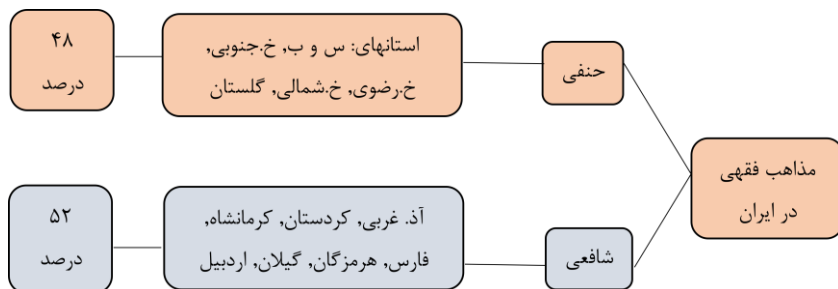 مذاهب فقهی
در ایران
حنفی
استانهای: س و ب, خ.جنوبی,
خ.رضوی, خ.شمالی, گلستان
۴۸
درصد
شافعی
آذ. غربی, کردستان, کرمانشاه,
فارس, هرمزگان, گیلان, اردبیل
۵۲
درصد